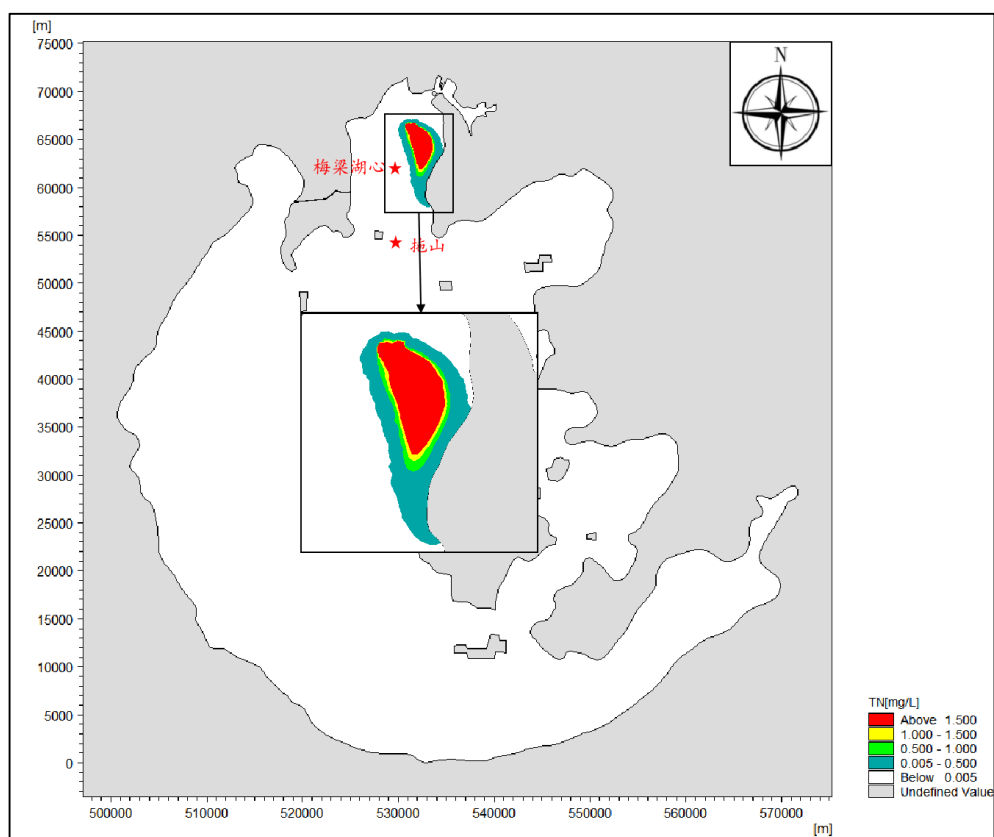 [m]
75000
70000
65000
60000
55000
50000
45000
40000
35000
30000
25000
20000
15000
10000
5000
0
N
梅梁湖心
拖山
500000 510000 520000 530000 540000 550000 560000 570000
[m]
TN[mg/L]
Above 1.500
1.000 - 1.500
0.500 - 1.000
0.005 - 0.500
Below 0.005
Undefined Value